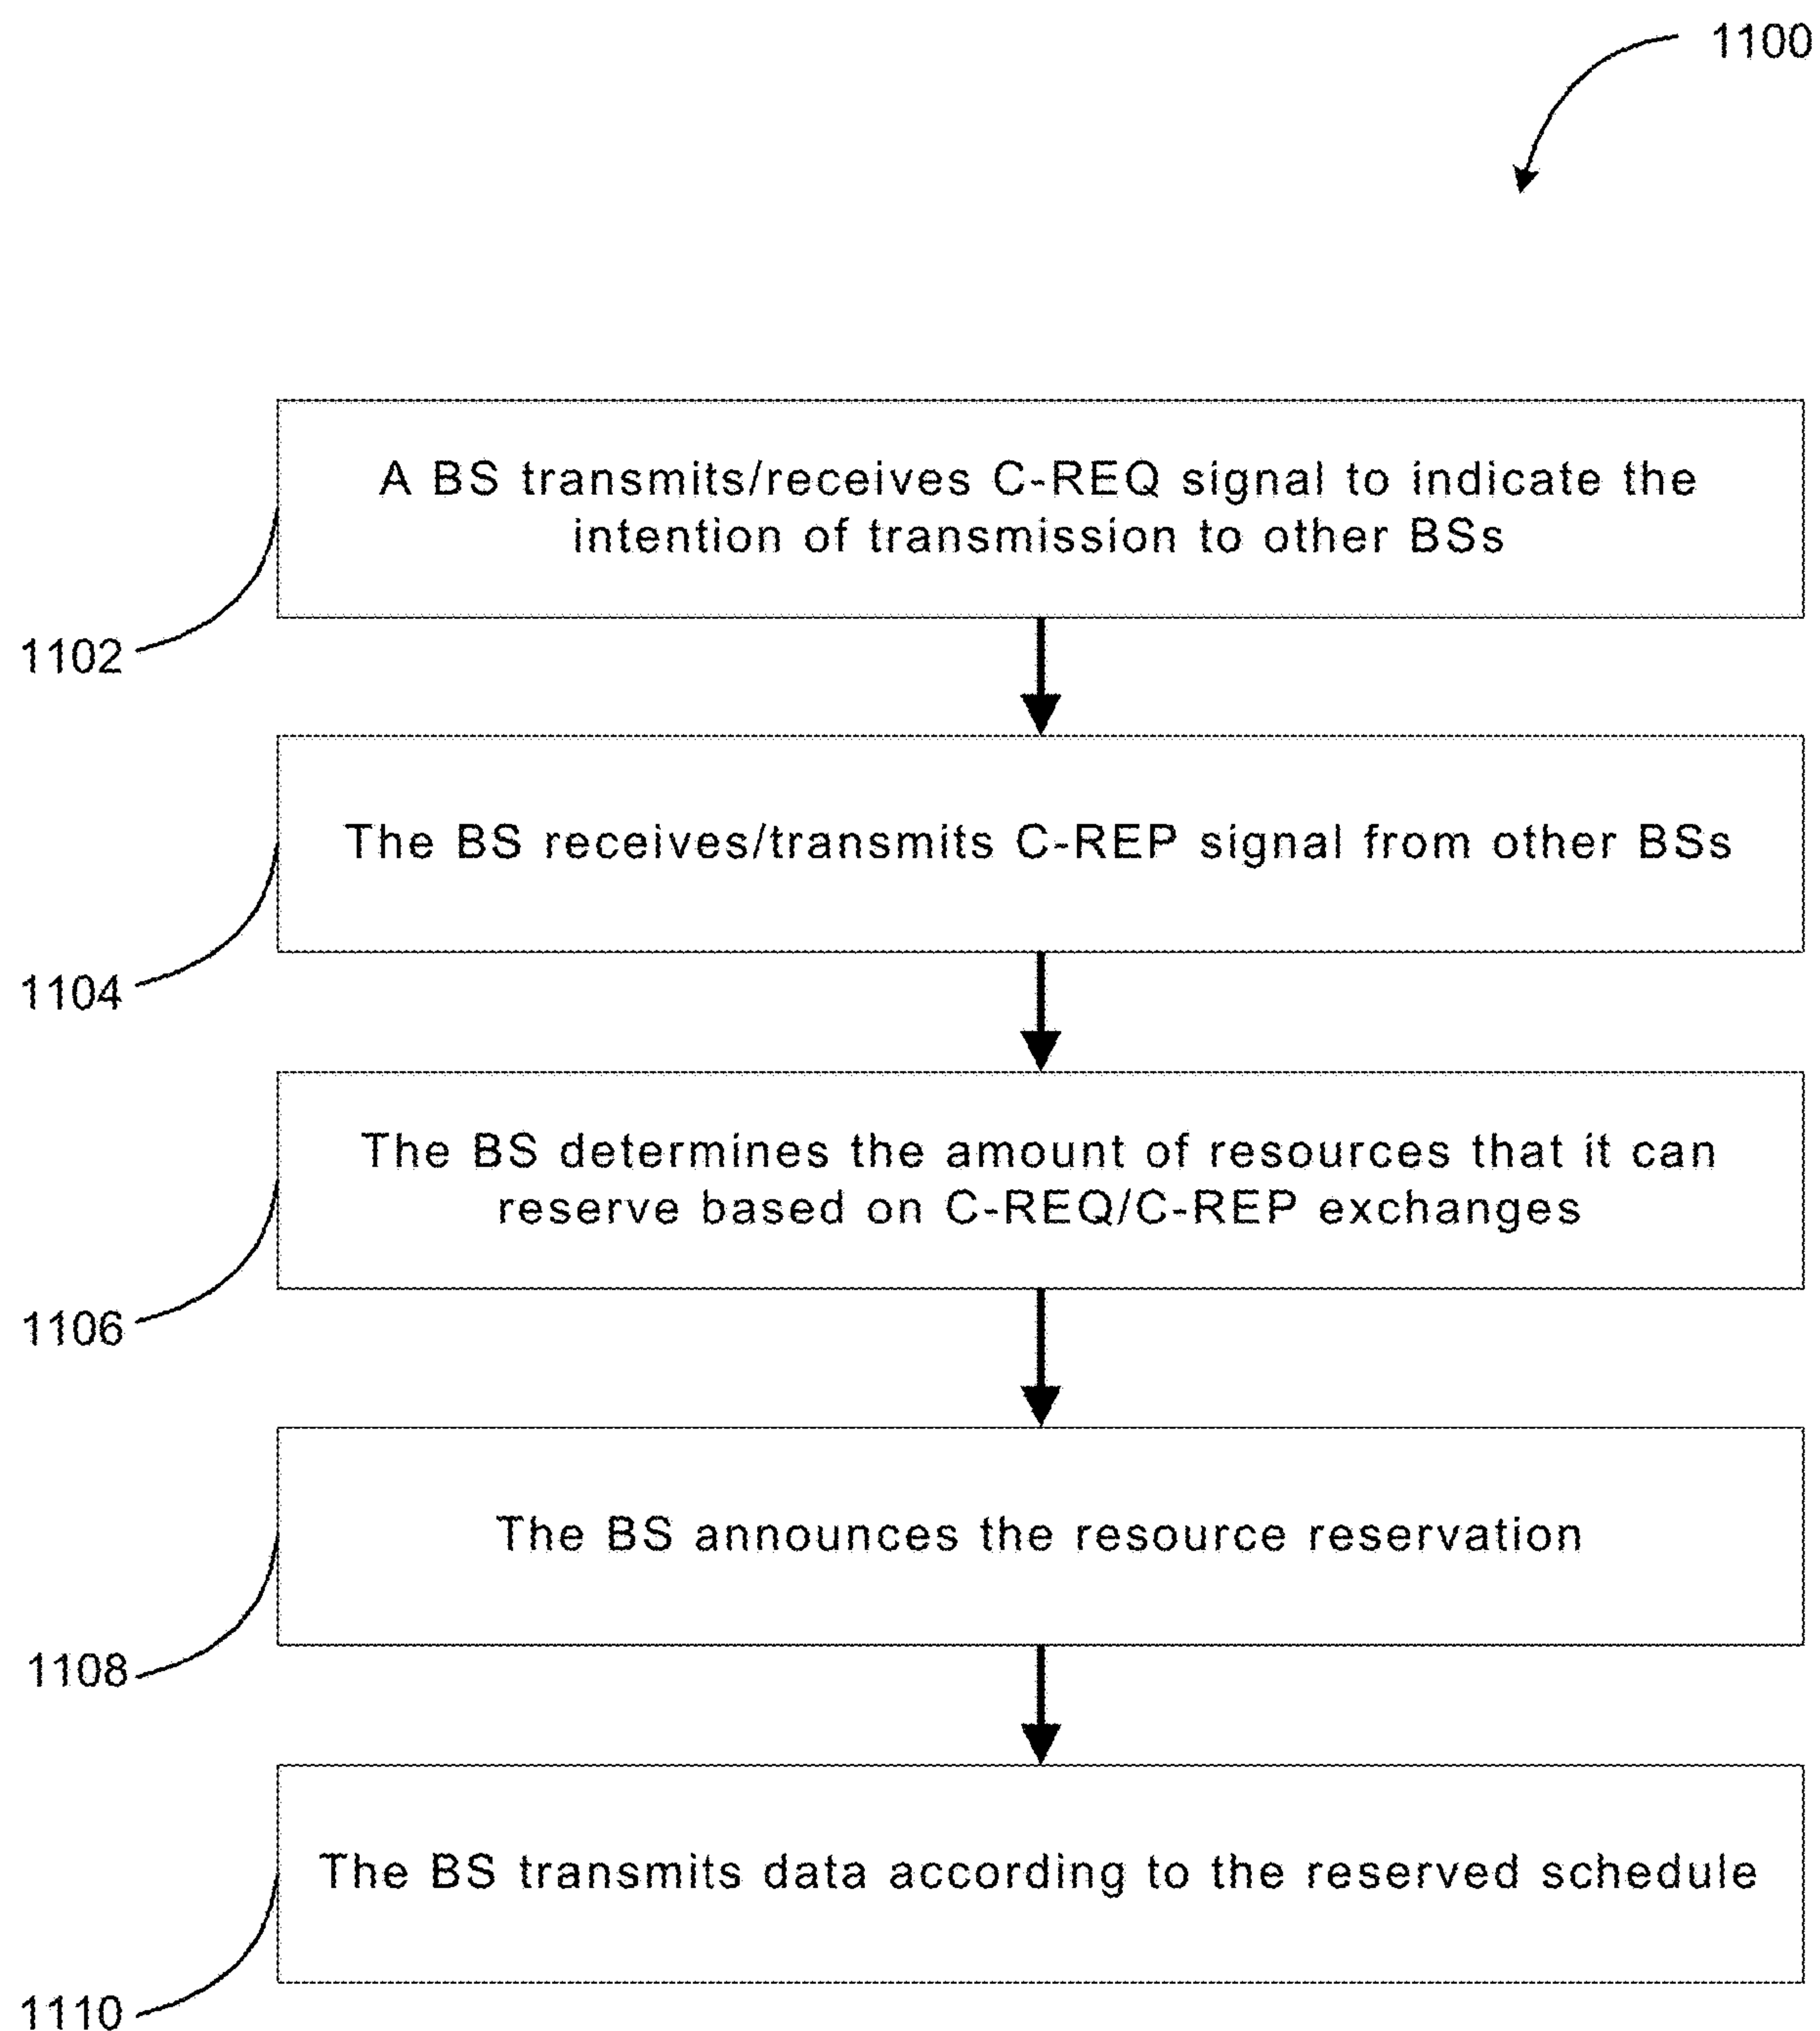 1100
A BS transmits/receives C-REQ signal to indicate the
intention of transmission to other BSs
1102
The BS receives/transmits C-REP signal from other BSs
1104
The BS determines the amount of resources that it can
reserve based on C-REQ/C-REP exchanges
1106
The BS announces the resource reservation
1108
The BS transmits data according to the reserved schedule
1110